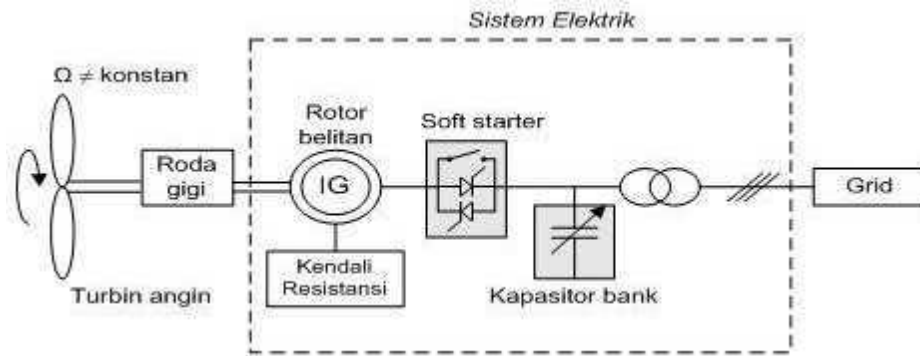 Sistem Elektrik
Ω ≠ konstan
Rotor
belitan
Soft starter
Roda
gigi
IG
Grid
Kendali
Resistansi
Turbin angin
Kapasitor bank